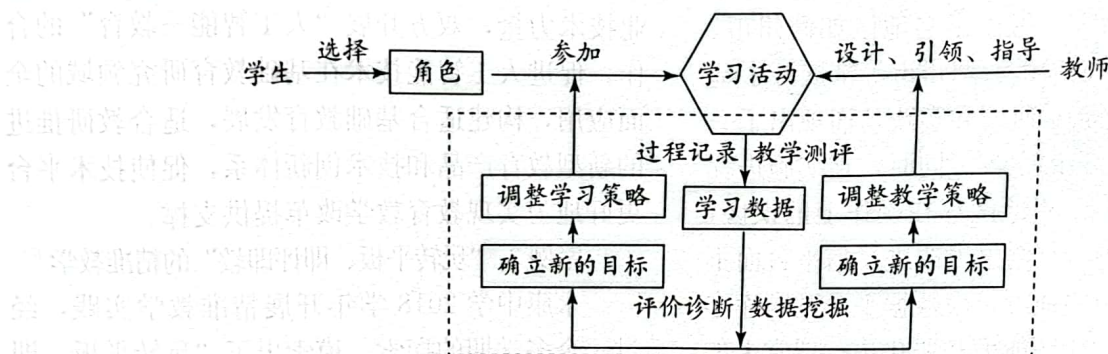 选择
参加
设计、引领、指导
学生
角色
学习活动
教师
过程记录 教学测评
调整学习策略
学习数据
调整教学策略
确立新的目标
确立新的目标
评价诊断 数据挖掘